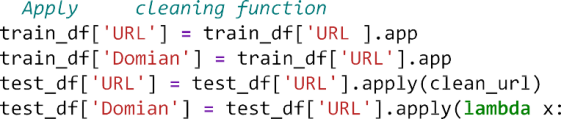 Apply cleaning function
train_df['URL'] = train_df['URL ].app
train_df['Domian'] = train_df['URL'].app
test_df['URL'] = test_df['URL'].apply(clean_url)
test_df['Domian'] = test_df['URL'].apply(lambda x: